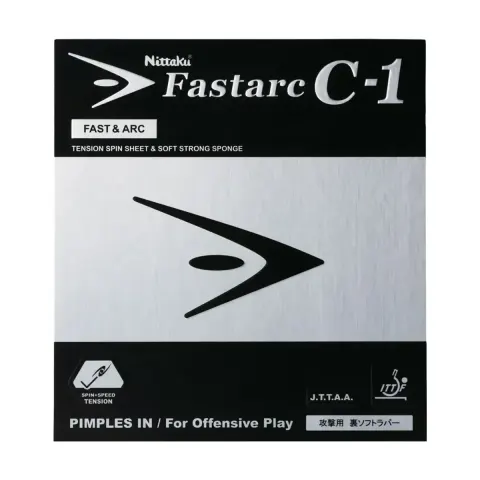 Nittaku®
Fastarc C-1
FAST & ARC
TENSION SPIN SHEET & SOFT STRONG SPONGE
SPIN+SPEED
TENSION
J.T.T.A.A.
ITTF
PIMPLES IN / For Offensive Play
攻撃用 裏ソフトラバー